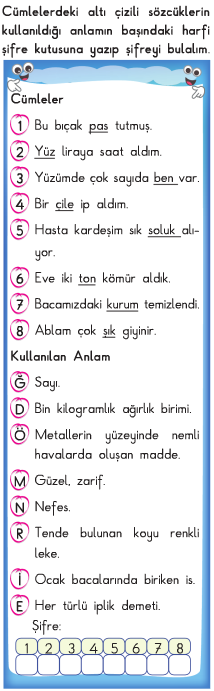 Cümlelerdeki altı çizili sözcüklerin
kullanıldığı anlamın başındaki harfi
şifre kutusuna yazıp şifreyi bulalım.
Cümleler
1 Bu bıçak pas tutmuş.
2 Yüz liraya saat aldım.
3 Yüzümde çok sayıda ben var.
4 Bir çile ip aldım.
5 Hasta kardeşim sık soluk alı-
yor.
6 Eve iki ton kömür aldık.
7 Bacamızdaki kurum temizlendi.
8 Ablam çok şık giyinir.
Kullanılan Anlam
Ğ Sayı.
D Bin kilogramlık ağırlık birimi.
Ö Metallerin yüzeyinde nemli
havalarda oluşan madde.
M Güzel, zarif.
N Nefes.
R Tende bulunan koyu renkli
leke.
İ Ocak bacalarında biriken is.
E Her türlü iplik demeti.
Şifre:
1 2 3 4 5 6 7 8